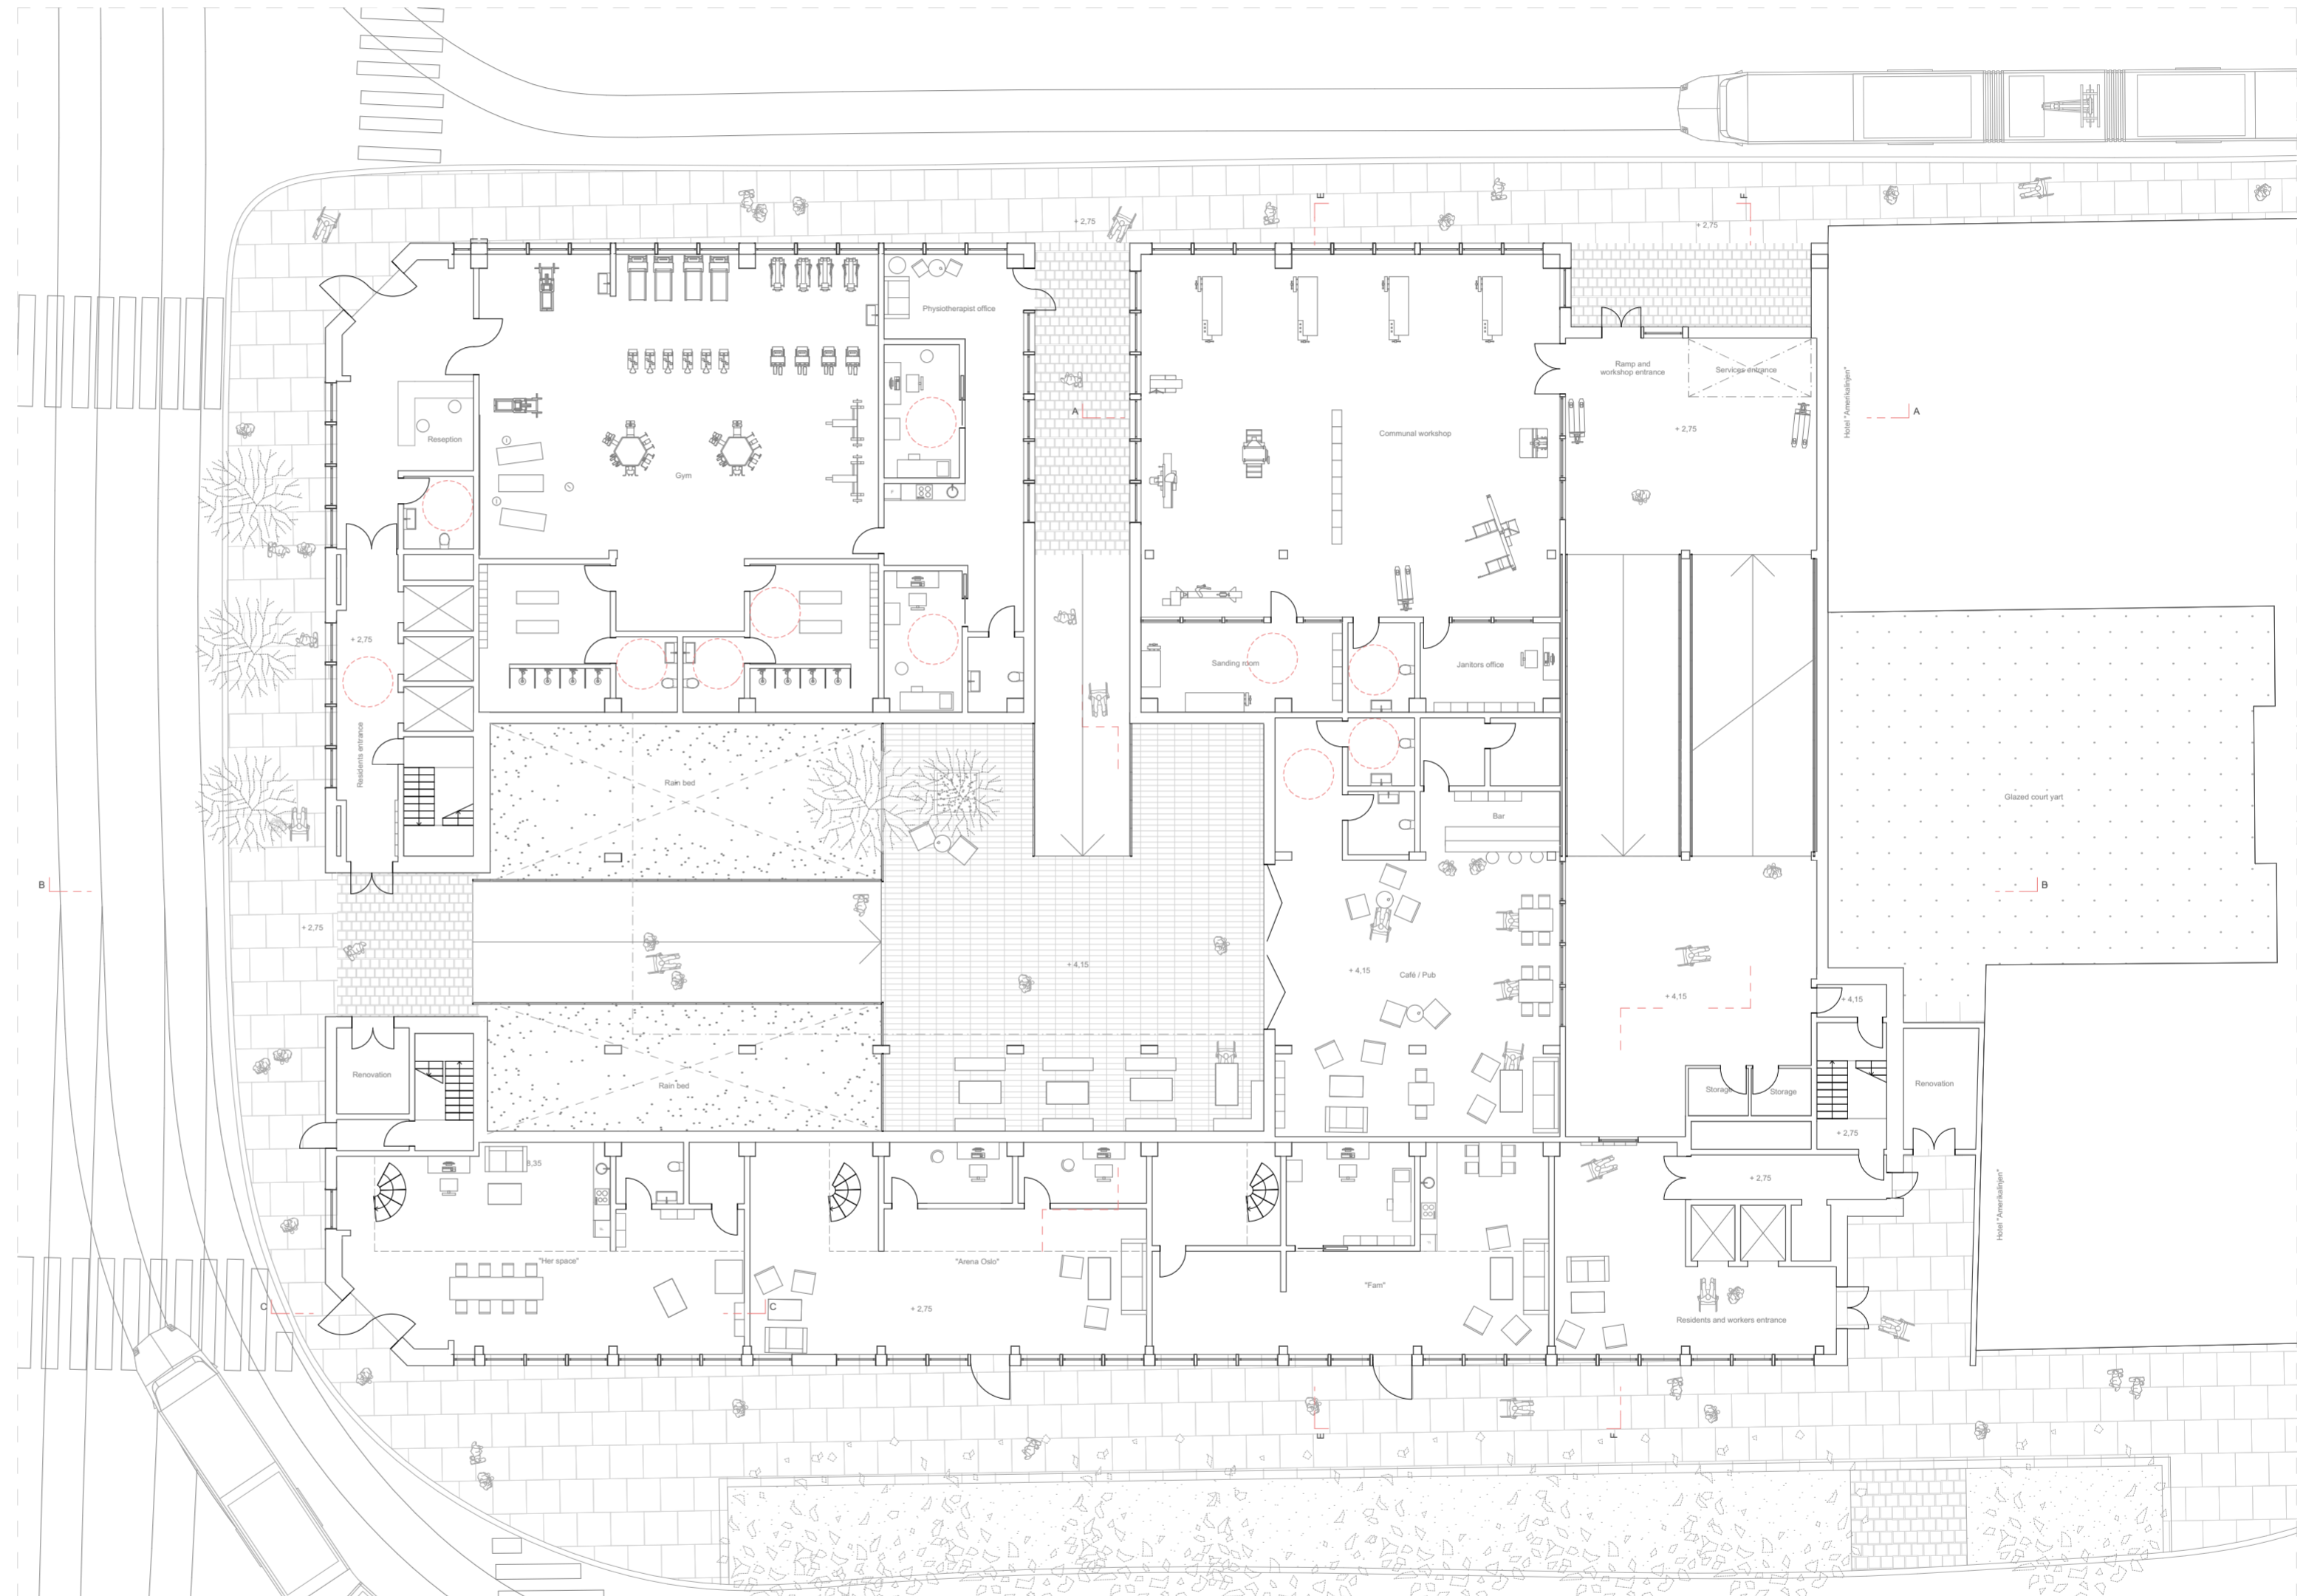 E
F
+ 2,75
+ 2,75
Physiotherapist office
Ramp and
workshop entrance
Services entrance
Hotel "Amerikalinjen"
A
A
+ 2,75
Reseption
Communal workshop
Gym
+ 2,75
Sanding room
Janitors office
Residents entrance
Rain bed
Glazed court yart
Bar
B
B
+ 2,75
+ 4,15
+ 4,15
Café / Pub
+ 4,15
+ 4,15
Renovation
Rain bed
Storage
Storage
Renovation
+ 2,75
8,35
+ 2,75
Hotel "Amerikalinjen"
"Her space"
"Arena Oslo"
"Fam"
C
C
+ 2,75
Residents and workers entrance
E
F